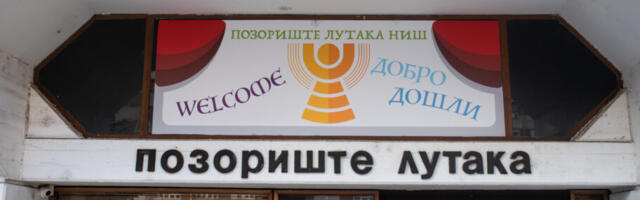 ПОЗОРИШТЕ ЛУТАКА НИШ
WELCOME
ДОБРО
ДОШЛИ
позориште лутака